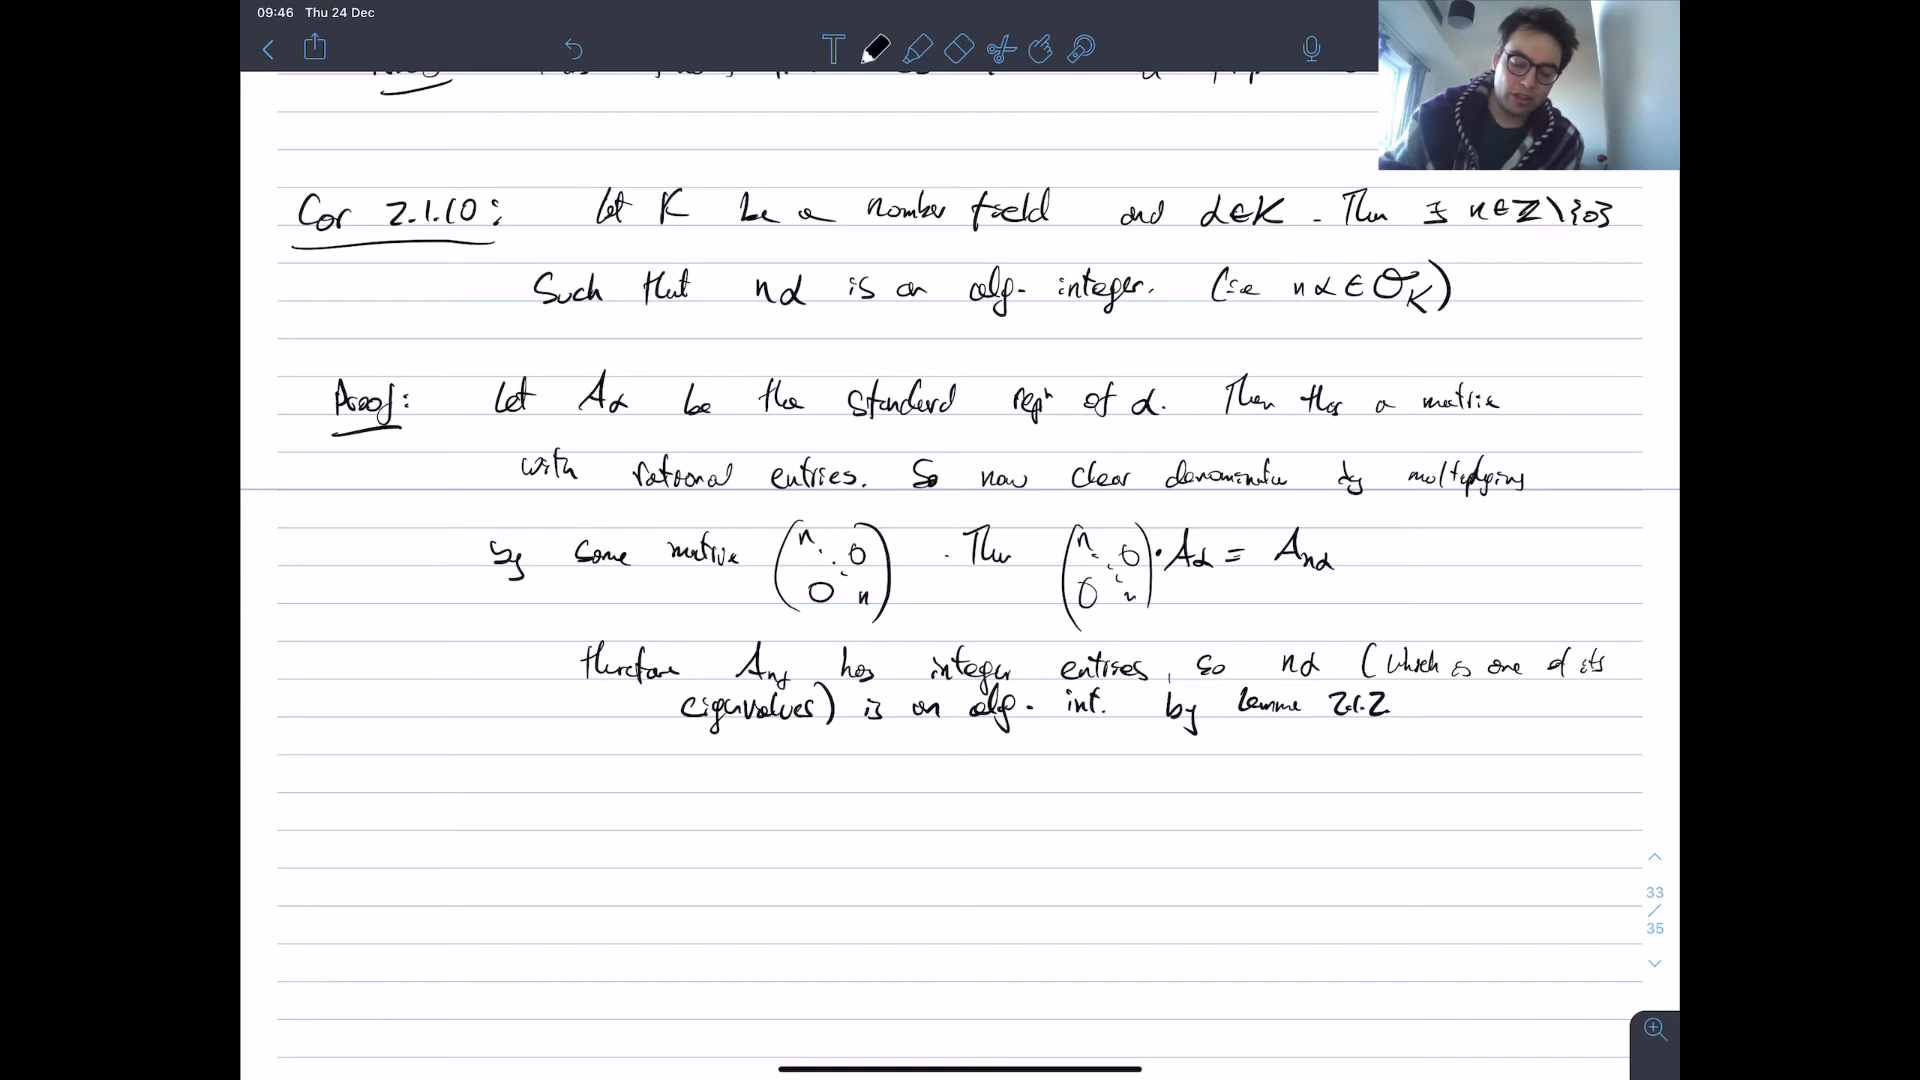 09:46 Thu 24 Dec
Cor 2.1.10: Let K be a number field and α∈K. Then ∃ n∈ℤ\{0}
Such that nα is an alg. integer. (ie nα ∈ 𝒪_K)
Proof: Let A_α be the standard repⁿ of α. Then this a matrix
with rational entries. So now clear denominator by multiplying
by some matrix (n ⋱ 0 0 n). Then (n ⋱ 0 0 n)·A_α = A_nα
therefore A_nα has integer entries, so nα (which is one of its
eigenvalues) is an alg. int. by Lemma 2.1.2
33
/
35